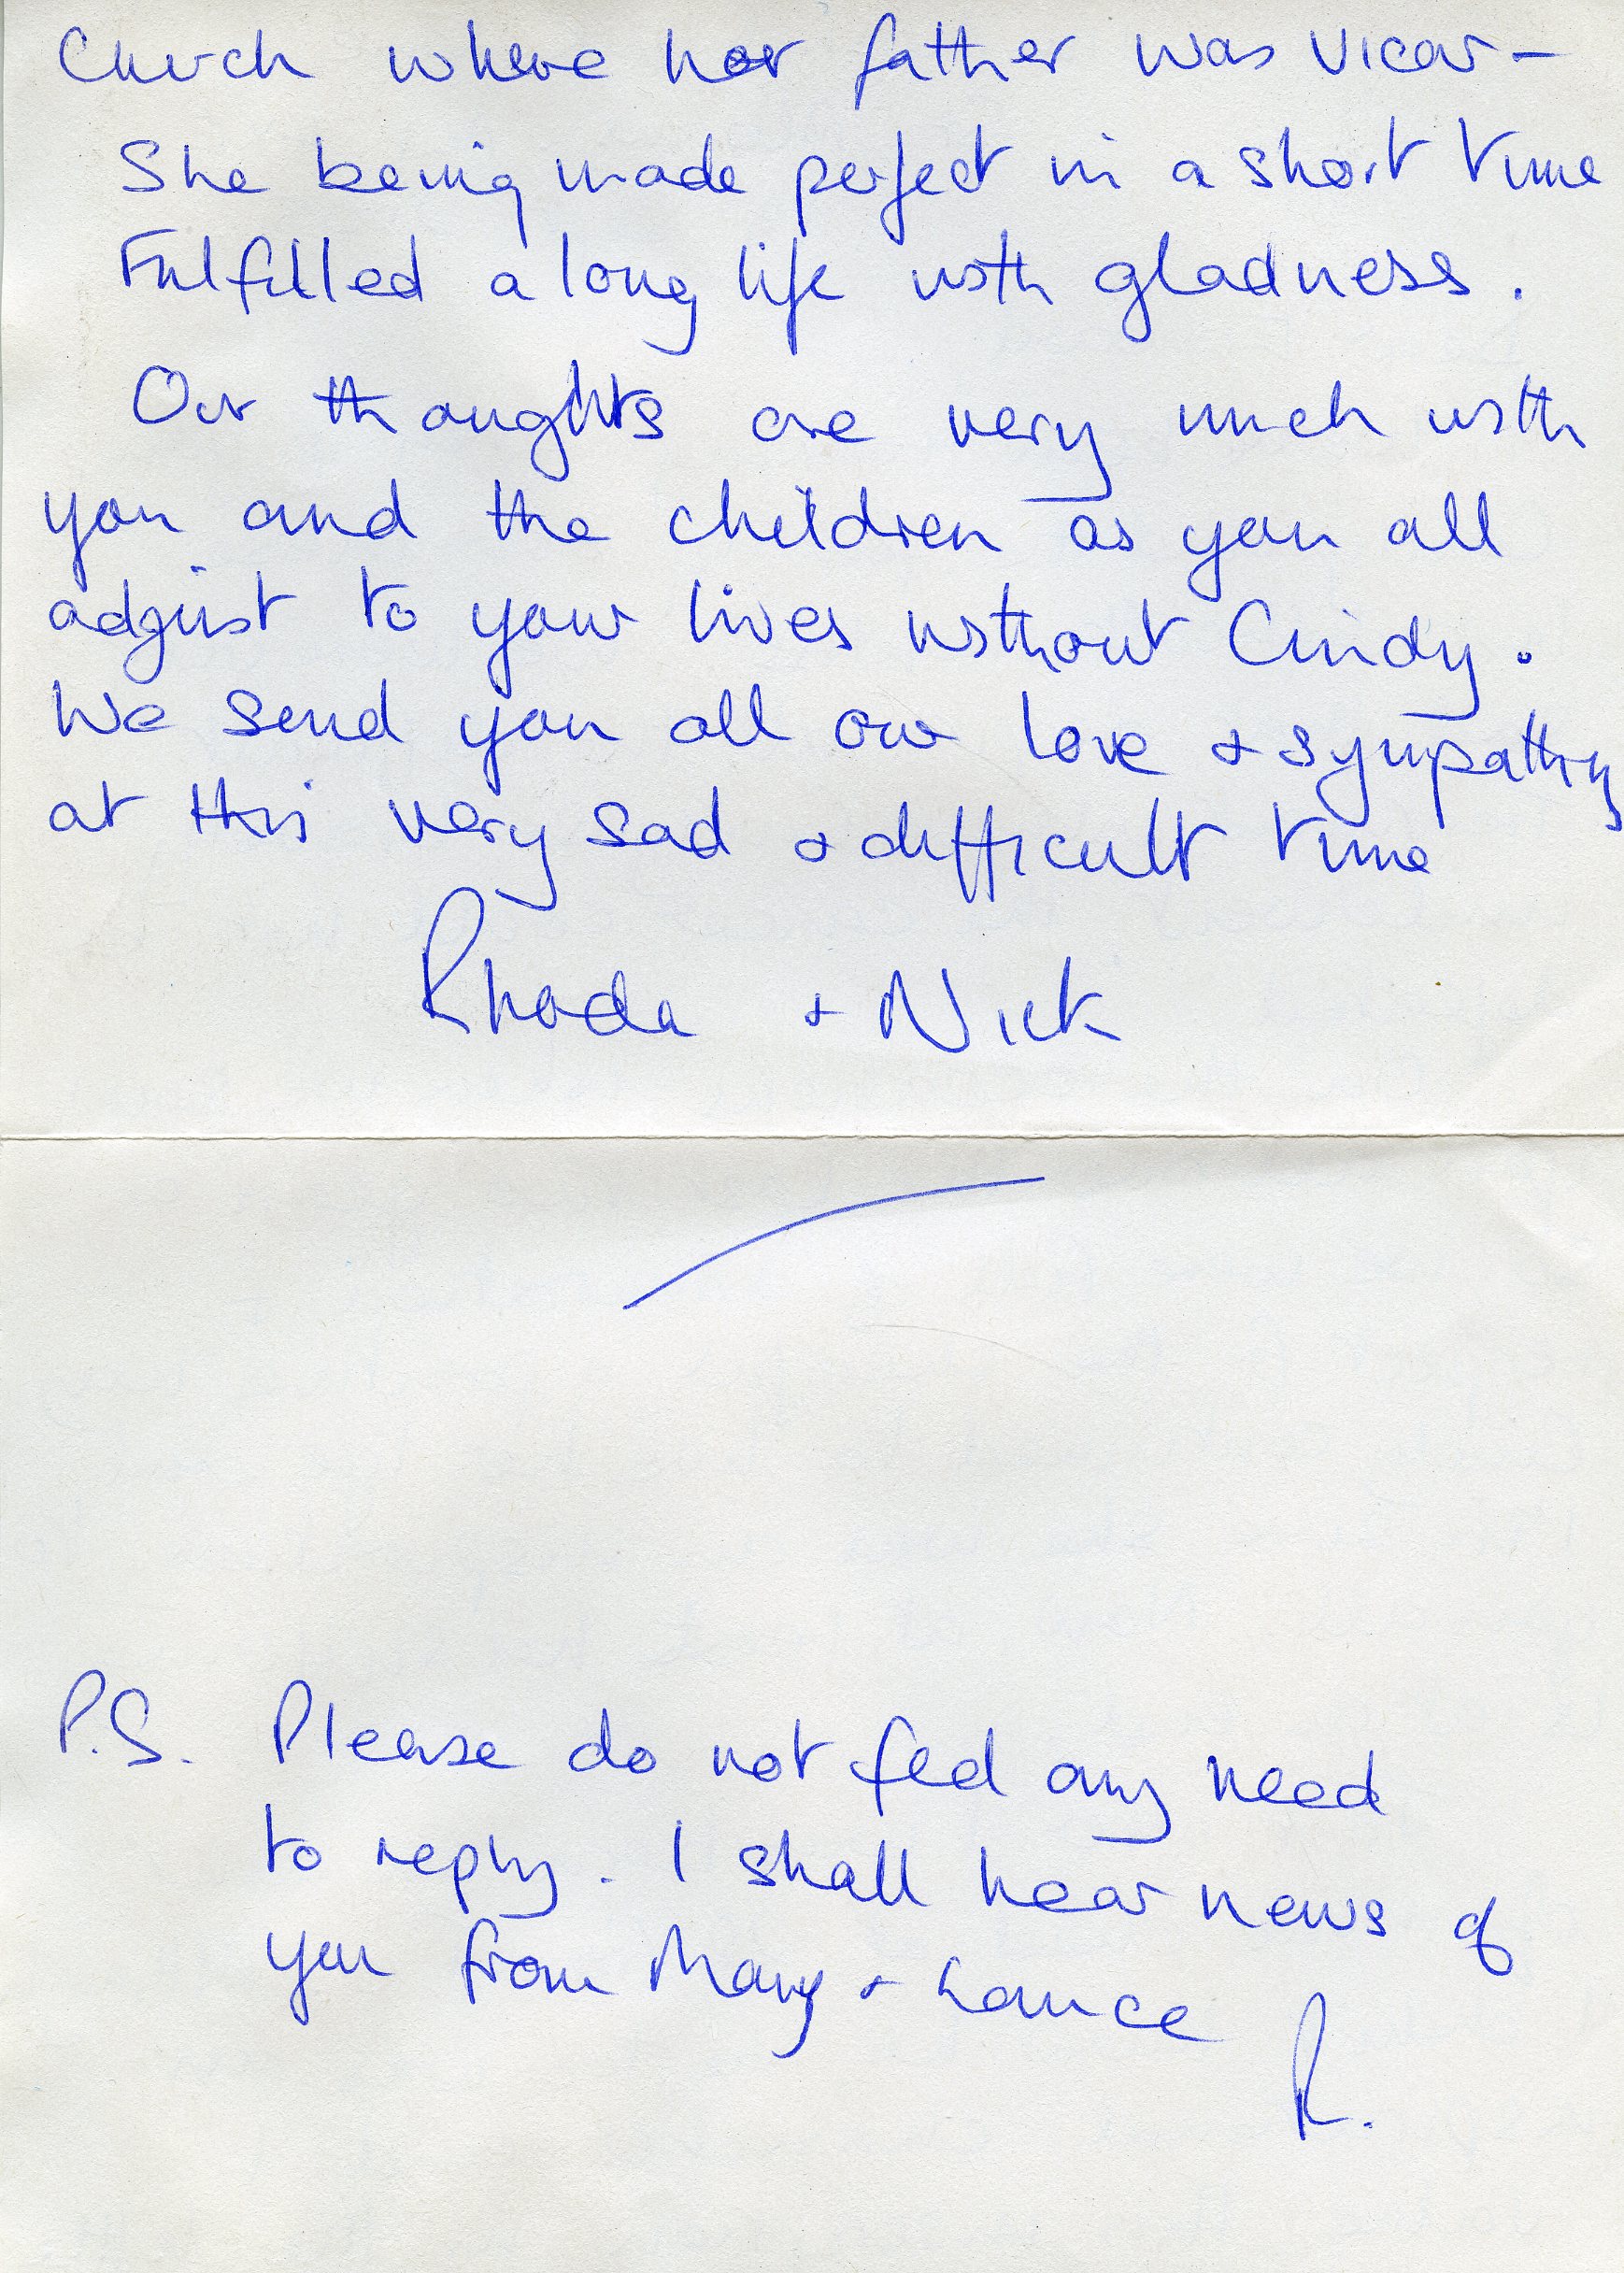 Church where her father was vicar –
She being made perfect in a short time
Fulfilled a long life with gladness.
Our thoughts are very much with
you and the children as you all
adjust to your lives without Cindy.
We send you all our love + sympathy
at this very sad + difficult time
Rhoda + Nick
P.S. Please do not feel any need
to reply. I shall hear news of
you from Mary + Lance
R.